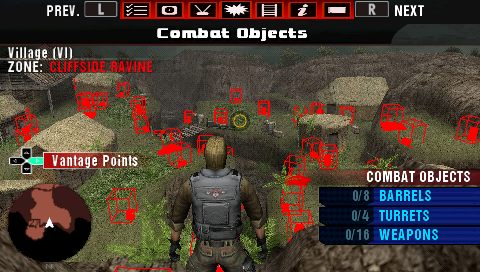 PREV. L R NEXT
Combat Objects
Village (VI)
ZONE: CLIFFSIDE RAVINE
Vantage Points
COMBAT OBJECTS
0/8 BARRELS
0/4 TURRETS
0/16 WEAPONS